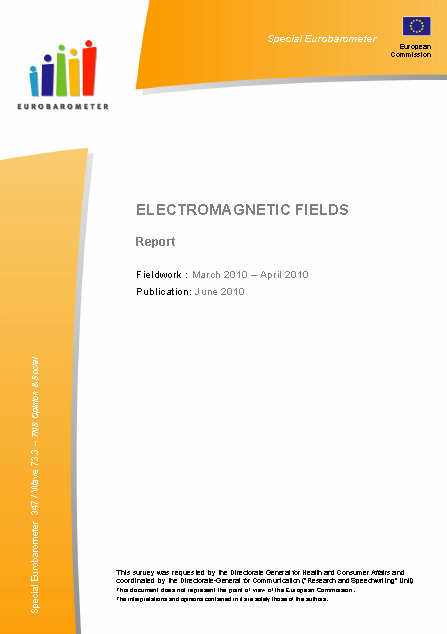 Special Eurobarometer
European
Commission
EUROBAROMETER
ELECTROMAGNETIC FIELDS
Report
Fieldwork : March 2010 – April 2010
Publication: June 2010
Special Eurobarometer 347 / Wave 73.3 – TNS Opinion & Social
This survey was requested by the Directorate General for Health and Consumer Affairs and
coordinated by the Directorate-General for Communication ("Research and Speechwriting" Unit)
This document does not represent the point of view of the European Commission.
The interpretations and opinions contained in it are solely those of the authors.